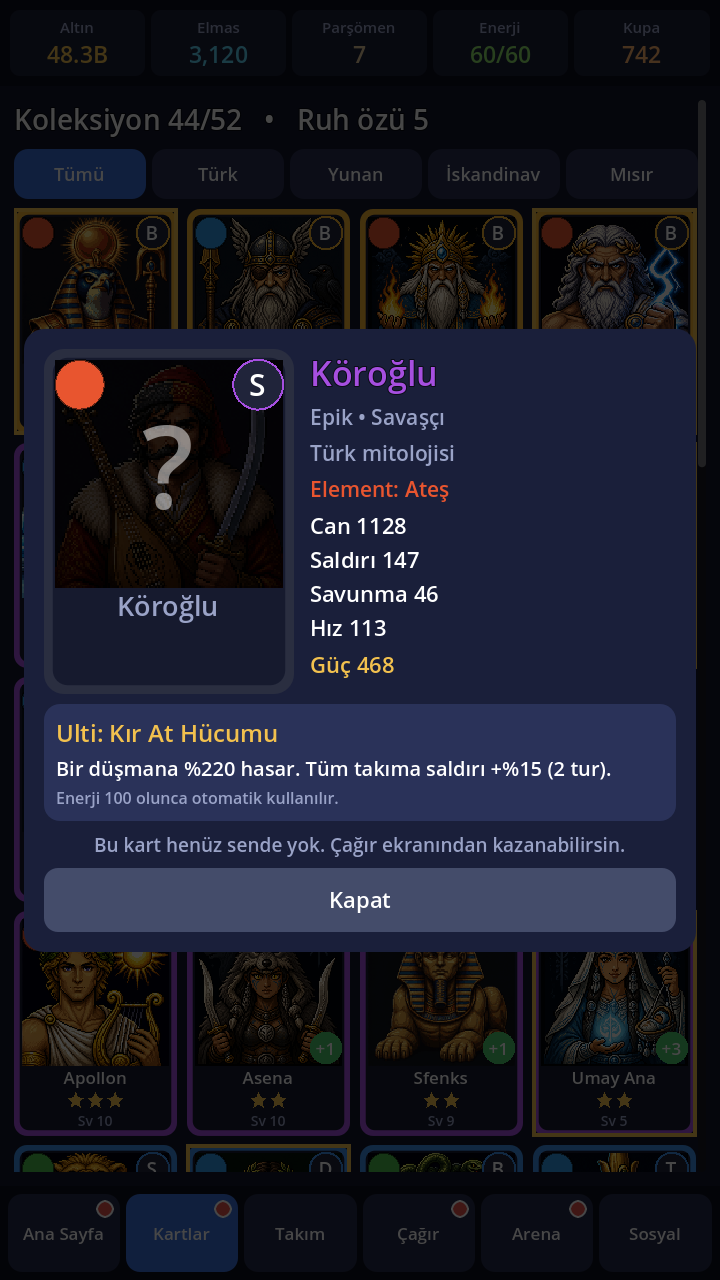 Altın
Elmas
Parşömen
Enerji
Kupa
48.3B
3,120
7
60/60
742
Koleksiyon 44/52 • Ruh özü 5
Tümü
Türk
Yunan
İskandinav
Mısır
B
B
B
B
S
?
Köroğlu
Köroğlu
Epik • Savaşçı
Türk mitolojisi
Element: Ateş
Can 1128
Saldırı 147
Savunma 46
Hız 113
Güç 468
Ulti: Kır At Hücumu
Bir düşmana %220 hasar. Tüm takıma saldırı +%15 (2 tur).
Enerji 100 olunca otomatik kullanılır.
Bu kart henüz sende yok. Çağır ekranından kazanabilirsin.
Kapat
+1
+1
+3
Apollon
Asena
Sfenks
Umay Ana
Sv 10
Sv 10
Sv 9
Sv 5
S
D
B
T
Ana Sayfa
Kartlar
Takım
Çağır
Arena
Sosyal